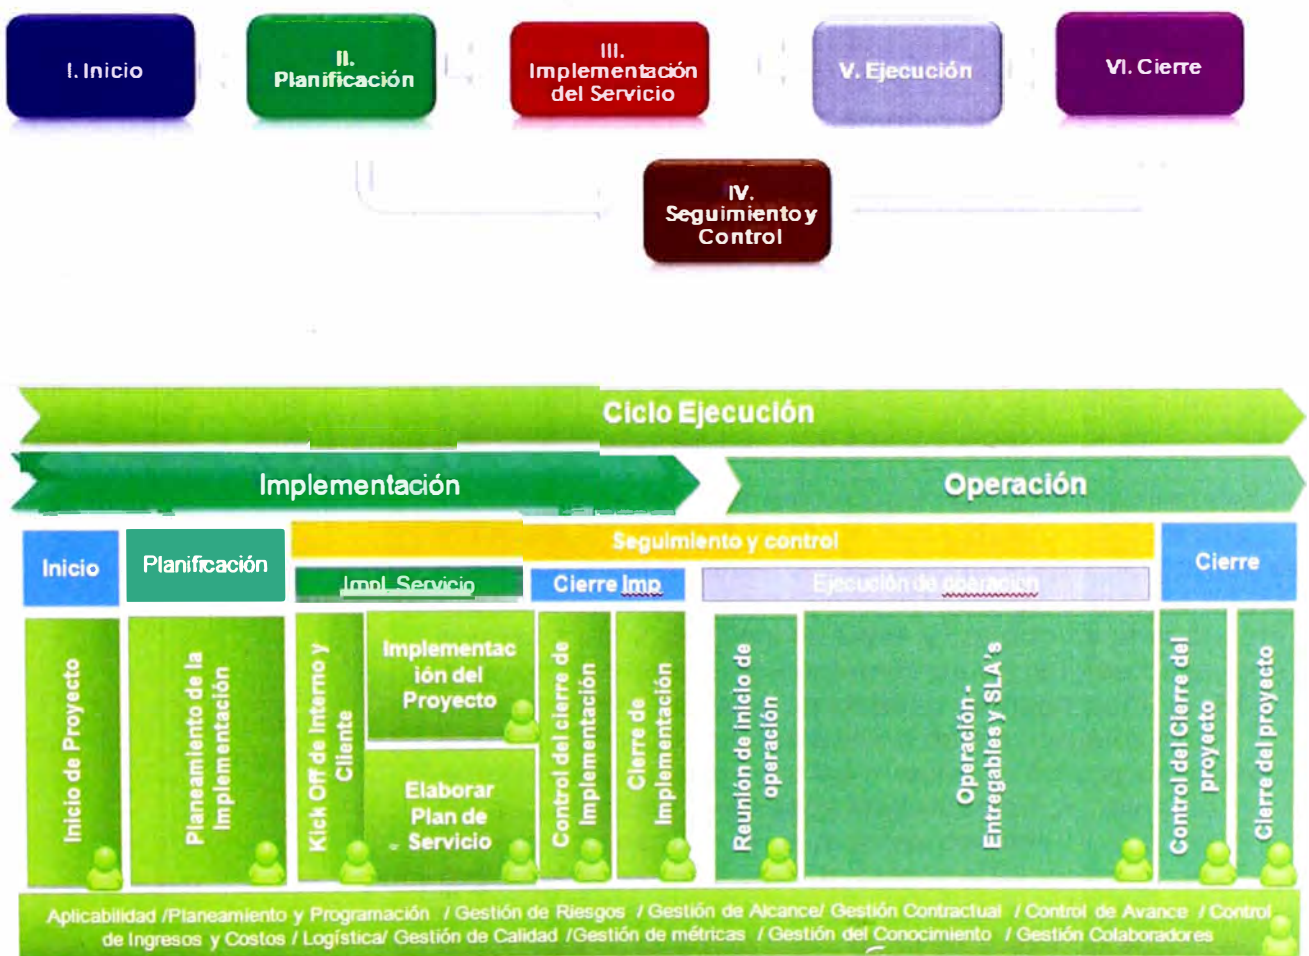 I. Inicio
II.
Planificación
III.
Implementación
del Servicio
V. Ejecución
VI. Cierre
IV.
Seguimiento y
Control
Ciclo Ejecución
Implementación
Operación
Inicio
Planificación
Seguimiento y control
Cierre
Impl. Servicio
Cierre Imp
Ejecución de operacion
Inicio de Proyecto
Planeamiento de la
Implementación
Kick Off de Interno y
Cliente
Implementac
ión del
Proyecto
Elaborar
Plan de
Servicio
Control del cierre de
Implementación
Cierre de
Implementación
Reunión de inicio de
operación
Operación -
Entregables y SLA's
Control del Cierre del
proyecto
Cierre del proyecto
Aplicabilidad /Planeamiento y Programación / Gestión de Riesgos / Gestión de Alcance/ Gestión Contractual / Control de Avance / Control
de Ingresos y Costos / Logística/ Gestión de Calidad /Gestión de métricas / Gestión del Conocimiento / Gestión Colaboradores